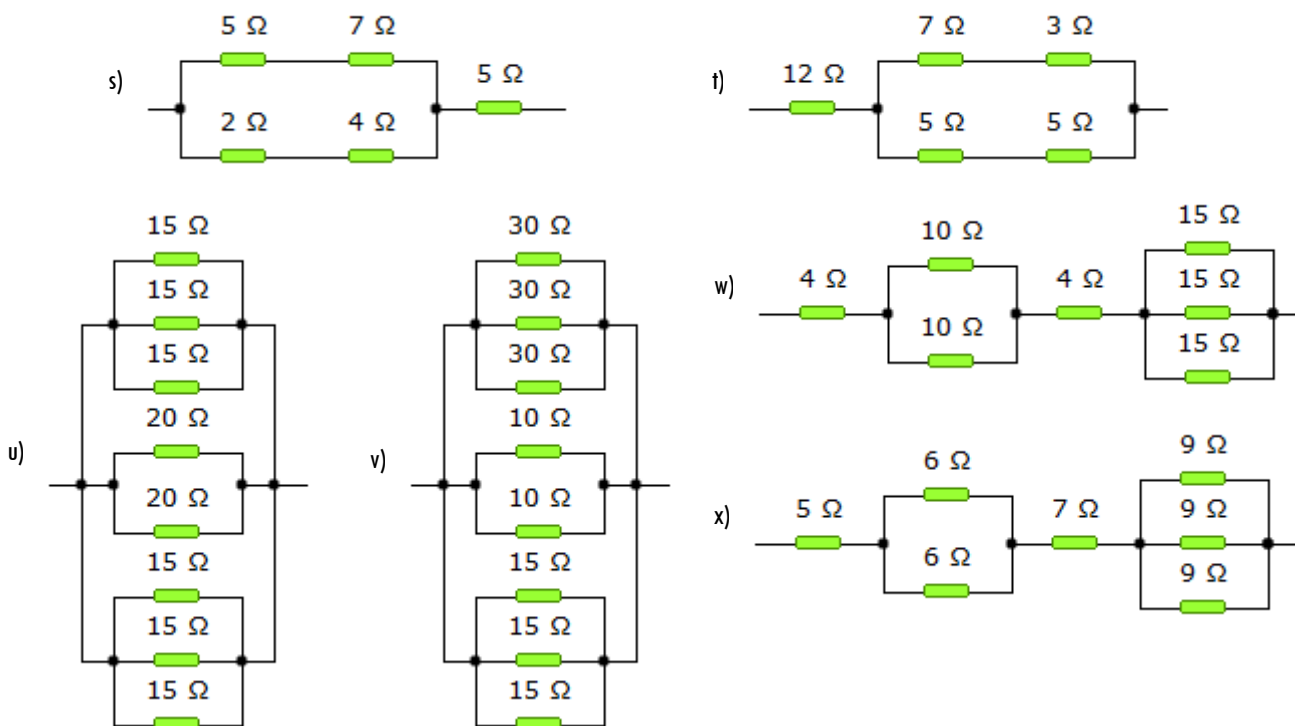 s)
5 Ω 7 Ω
5 Ω
2 Ω 4 Ω
t)
7 Ω 3 Ω
12 Ω
5 Ω 5 Ω
u)
15 Ω
15 Ω
15 Ω
20 Ω
20 Ω
15 Ω
15 Ω
15 Ω
v)
30 Ω
30 Ω
30 Ω
10 Ω
10 Ω
15 Ω
15 Ω
15 Ω
w)
4 Ω
10 Ω
10 Ω
4 Ω
15 Ω
15 Ω
15 Ω
x)
5 Ω
6 Ω
6 Ω
7 Ω
9 Ω
9 Ω
9 Ω